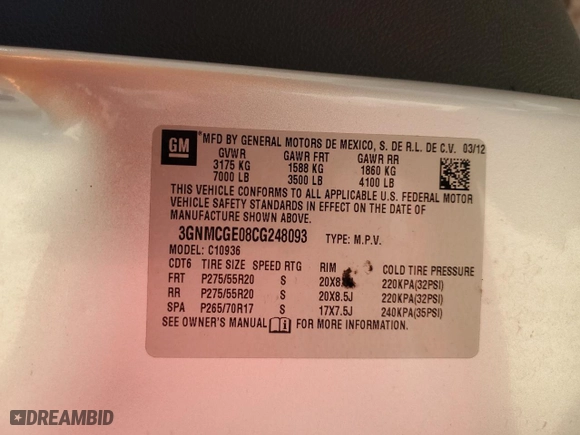 GM
MFD BY GENERAL MOTORS DE MEXICO, S. DE R.L. DE C.V. 03/12
GVWR GAWR FRT GAWR RR
3175 KG 1588 KG 1860 KG
7000 LB 3500 LB 4100 LB
THIS VEHICLE CONFORMS TO ALL APPLICABLE U.S. FEDERAL MOTOR
VEHICLE SAFETY STANDARDS IN EFFECT ON THE DATE OF
MANUFACTURE SHOWN ABOVE.
3GNMCGE08CG248093 TYPE: M.P.V.
MODEL: C10936
CDT6 TIRE SIZE SPEED RTG RIM COLD TIRE PRESSURE
FRT P275/55R20 S 220KPA(32PSI)
RR P275/55R20 S 20X8.5J 220KPA(32PSI)
SPA P265/70R17 S 17X7.5J 240KPA(35PSI)
SEE OWNER'S MANUAL FOR MORE INFORMATION.
DREAMBID